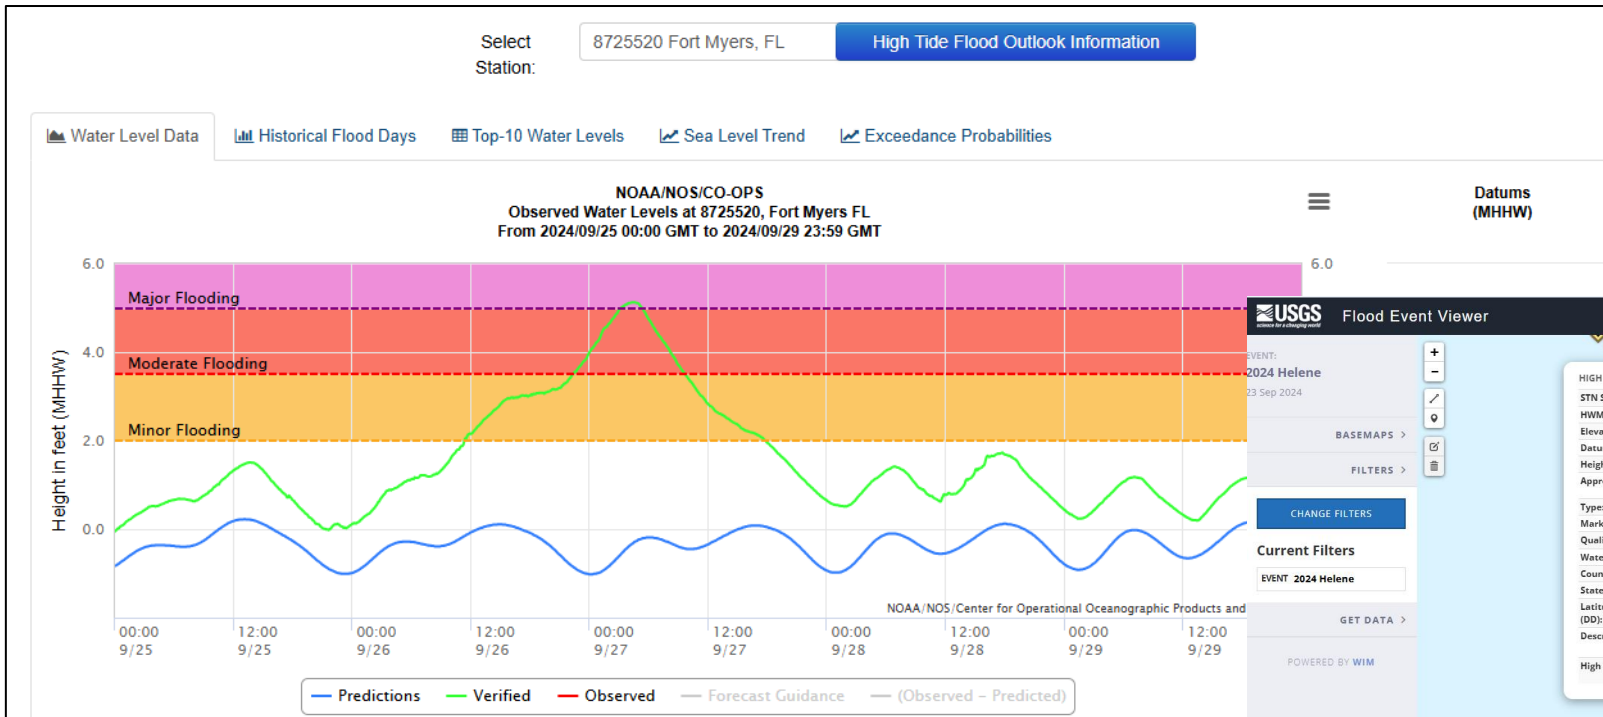 Select
Station:
8725520 Fort Myers, FL
High Tide Flood Outlook Information
Water Level Data
Historical Flood Days
Top-10 Water Levels
Sea Level Trend
Exceedance Probabilities
NOAA/NOS/CO-OPS
Observed Water Levels at 8725520, Fort Myers FL
From 2024/09/25 00:00 GMT to 2024/09/29 23:59 GMT
Datums
(MHHW)
Height in feet (MHHW)
6.0
4.0
2.0
0.0
6.0
Major Flooding
Moderate Flooding
Minor Flooding
NOAA/NOS/Center for Operational Oceanographic Products and
00:00 12:00 00:00 12:00 00:00 12:00 00:00 12:00 00:00 12:00
9/25 9/25 9/26 9/26 9/27 9/27 9/28 9/28 9/29 9/29
Predictions Verified Observed Forecast Guidance (Observed - Predicted)
USGS
science for a changing world
Flood Event Viewer
EVENT:
2024 Helene
23 Sep 2024
BASEMAPS >
FILTERS >
CHANGE FILTERS
Current Filters
EVENT 2024 Helene
GET DATA >
POWERED BY WIM
+
-
HIGH
STN S
HWM
Eleva
Datu
Heigh
Appr
Type:
Mark
Quali
Wate
Coun
State
Latit
(DD):
Descr
High